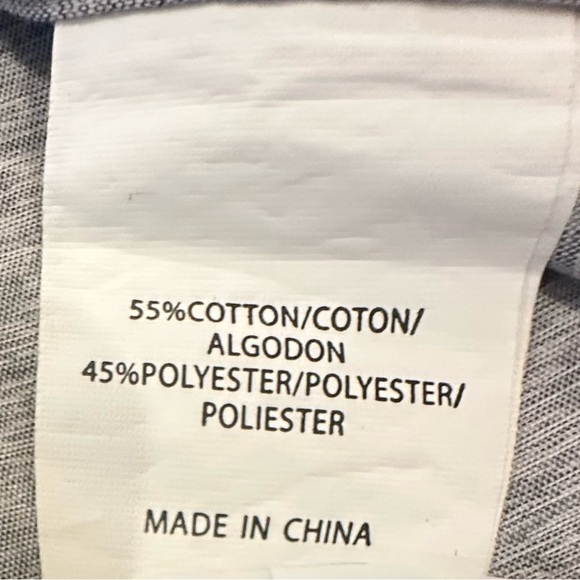 55%COTTON/COTON/
ALGODON
45%POLYESTER/POLYESTER/
POLIESTER
MADE IN CHINA